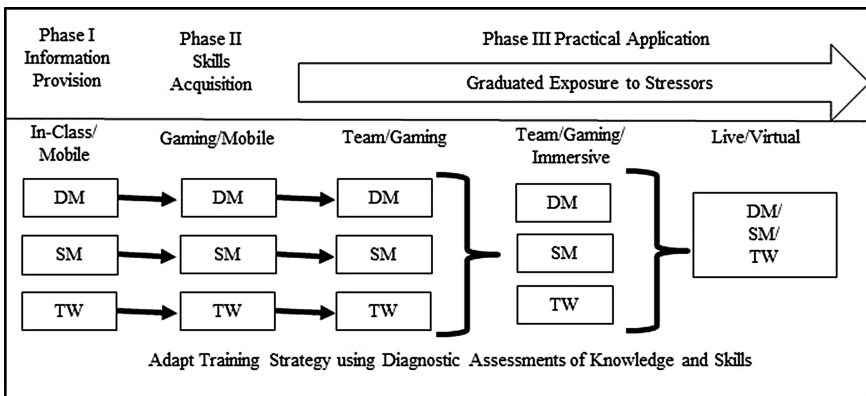 Phase I
Information
Provision
Phase II
Skills
Acquisition
Phase III Practical Application
Graduated Exposure to Stressors
In-Class/
Mobile
Gaming/Mobile
Team/Gaming
Team/Gaming/
Immersive
Live/Virtual
DM
DM
DM
DM
SM
SM
SM
SM
TW
TW
TW
TW
DM/
SM/
TW
Adapt Training Strategy using Diagnostic Assessments of Knowledge and Skills